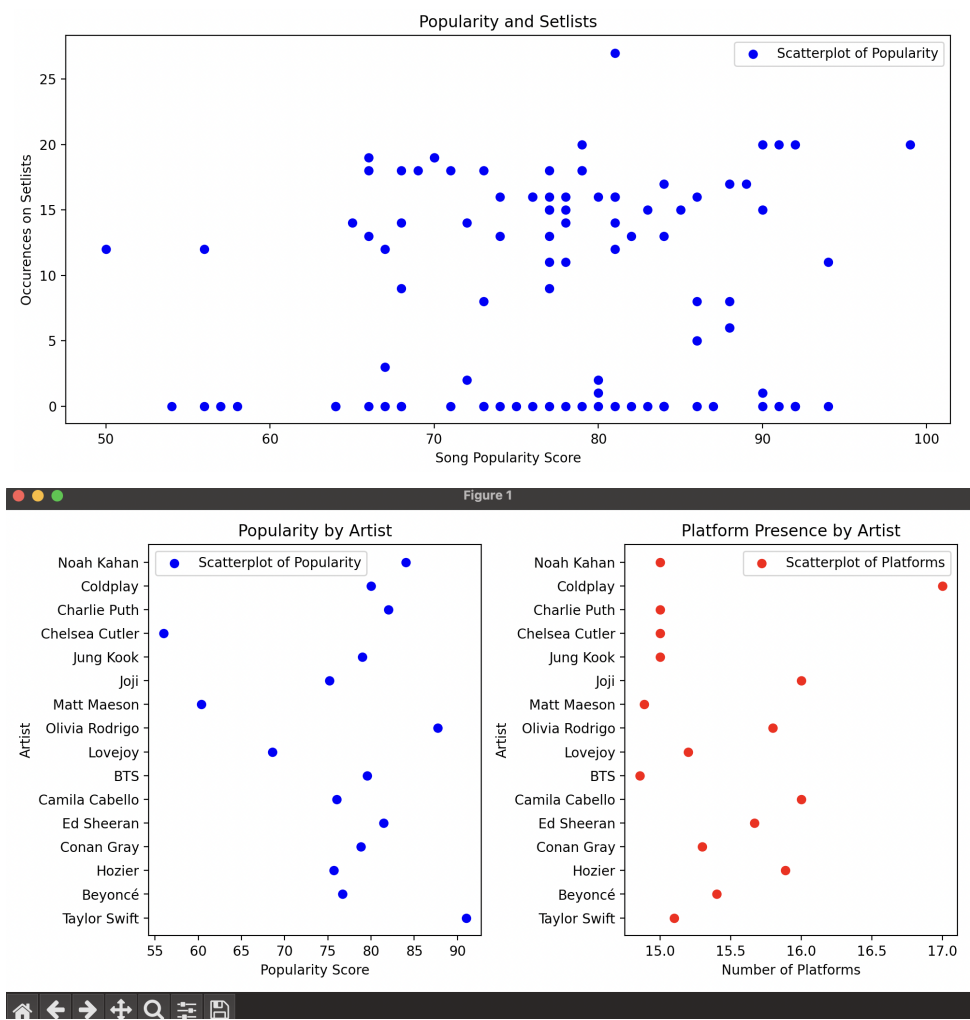 Popularity and Setlists
Scatterplot of Popularity
Occurences on Setlists
25
20
15
10
5
0
50 60 70 80 90 100
Song Popularity Score
Figure 1
Popularity by Artist
Scatterplot of Popularity
Artist
Noah Kahan
Coldplay
Charlie Puth
Chelsea Cutler
Jung Kook
Joji
Matt Maeson
Olivia Rodrigo
Lovejoy
BTS
Camila Cabello
Ed Sheeran
Conan Gray
Hozier
Beyoncé
Taylor Swift
55 60 65 70 75 80 85 90
Popularity Score
Platform Presence by Artist
Scatterplot of Platforms
Artist
Noah Kahan
Coldplay
Charlie Puth
Chelsea Cutler
Jung Kook
Joji
Matt Maeson
Olivia Rodrigo
Lovejoy
BTS
Camila Cabello
Ed Sheeran
Conan Gray
Hozier
Beyoncé
Taylor Swift
15.0 15.5 16.0 16.5 17.0
Number of Platforms